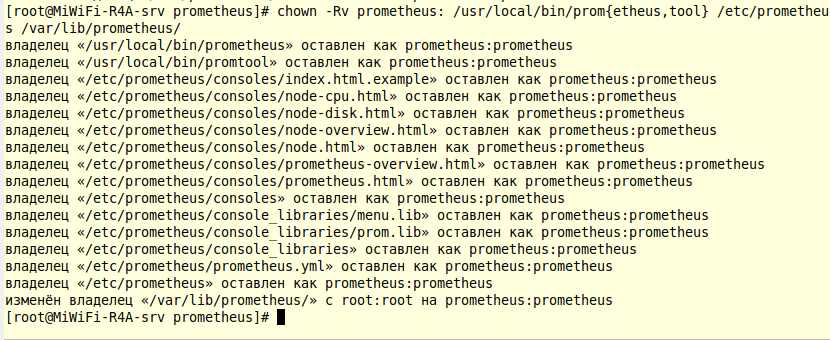 [root@MiWiFi-R4A-srv prometheus]# chown -Rv prometheus: /usr/local/bin/prom{etheus,tool} /etc/prometheu
s /var/lib/prometheus/
владелец «/usr/local/bin/prometheus» оставлен как prometheus:prometheus
владелец «/usr/local/bin/promtool» оставлен как prometheus:prometheus
владелец «/etc/prometheus/consoles/index.html.example» оставлен как prometheus:prometheus
владелец «/etc/prometheus/consoles/node-cpu.html» оставлен как prometheus:prometheus
владелец «/etc/prometheus/consoles/node-disk.html» оставлен как prometheus:prometheus
владелец «/etc/prometheus/consoles/node-overview.html» оставлен как prometheus:prometheus
владелец «/etc/prometheus/consoles/node.html» оставлен как prometheus:prometheus
владелец «/etc/prometheus/consoles/prometheus-overview.html» оставлен как prometheus:prometheus
владелец «/etc/prometheus/consoles/prometheus.html» оставлен как prometheus:prometheus
владелец «/etc/prometheus/consoles» оставлен как prometheus:prometheus
владелец «/etc/prometheus/console_libraries/menu.lib» оставлен как prometheus:prometheus
владелец «/etc/prometheus/console_libraries/prom.lib» оставлен как prometheus:prometheus
владелец «/etc/prometheus/console_libraries» оставлен как prometheus:prometheus
владелец «/etc/prometheus/prometheus.yml» оставлен как prometheus:prometheus
владелец «/etc/prometheus» оставлен как prometheus:prometheus
изменён владелец «/var/lib/prometheus/» с root:root на prometheus:prometheus
[root@MiWiFi-R4A-srv prometheus]#